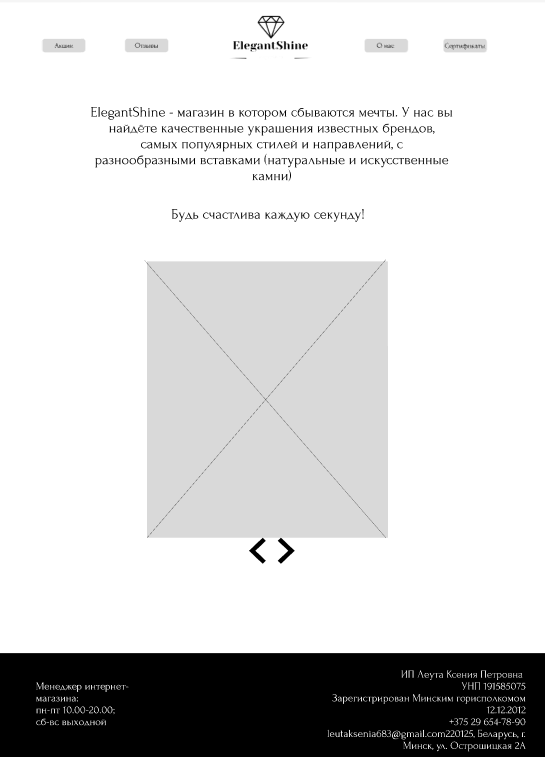 Акции
Отзывы
ElegantShine
О нас
Сертификаты
ElegantShine - магазин в котором сбываются мечты. У нас вы
найдёте качественные украшения известных брендов,
самых популярных стилей и направлений, с
разнообразными вставками (натуральные и искусственные
камни)
Будь счастлива каждую секунду!
Менеджер интернет-
магазина:
пн-пт 10.00-20.00;
сб-вс выходной
ИП Леута Ксения Петровна
УНП 191585075
Зарегистрирован Минским горисполкомом
12.12.2012
+375 29 654-78-90
leutaksenia683@gmail.com220125, Беларусь, г.
Минск, ул. Острошицкая 2А